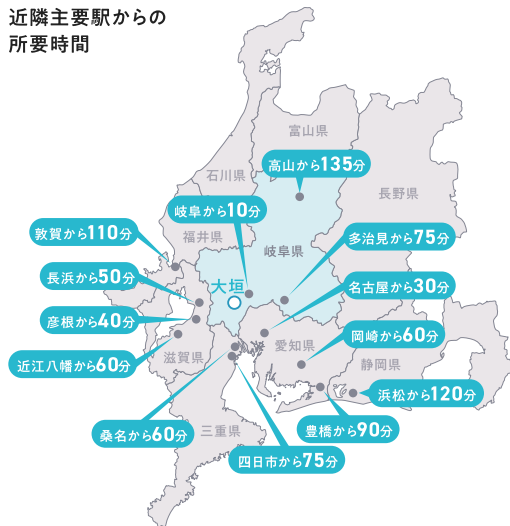 近隣主要駅からの
所要時間
富山県
高山から135分
石川県
長野県
岐阜から10分
敦賀から110分
福井県
多治見から75分
岐阜県
長浜から50分
大垣
名古屋から30分
彦根から40分
岡崎から60分
愛知県
滋賀県
近江八幡から60分
静岡県
浜松から120分
桑名から60分
三重県
豊橋から90分
四日市から75分